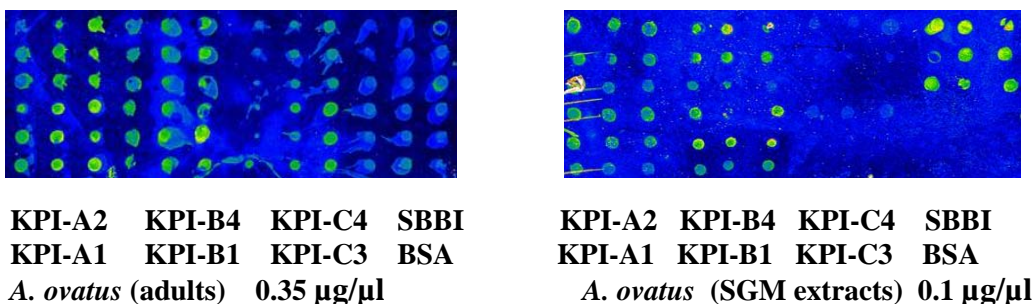 KPI-A2 KPI-B4 KPI-C4 SBBI
KPI-A1 KPI-B1 KPI-C3 BSA
A. ovatus (adults) 0.35 µg/µl
KPI-A2 KPI-B4 KPI-C4 SBBI
KPI-A1 KPI-B1 KPI-C3 BSA
A. ovatus (SGM extracts) 0.1 µg/µl